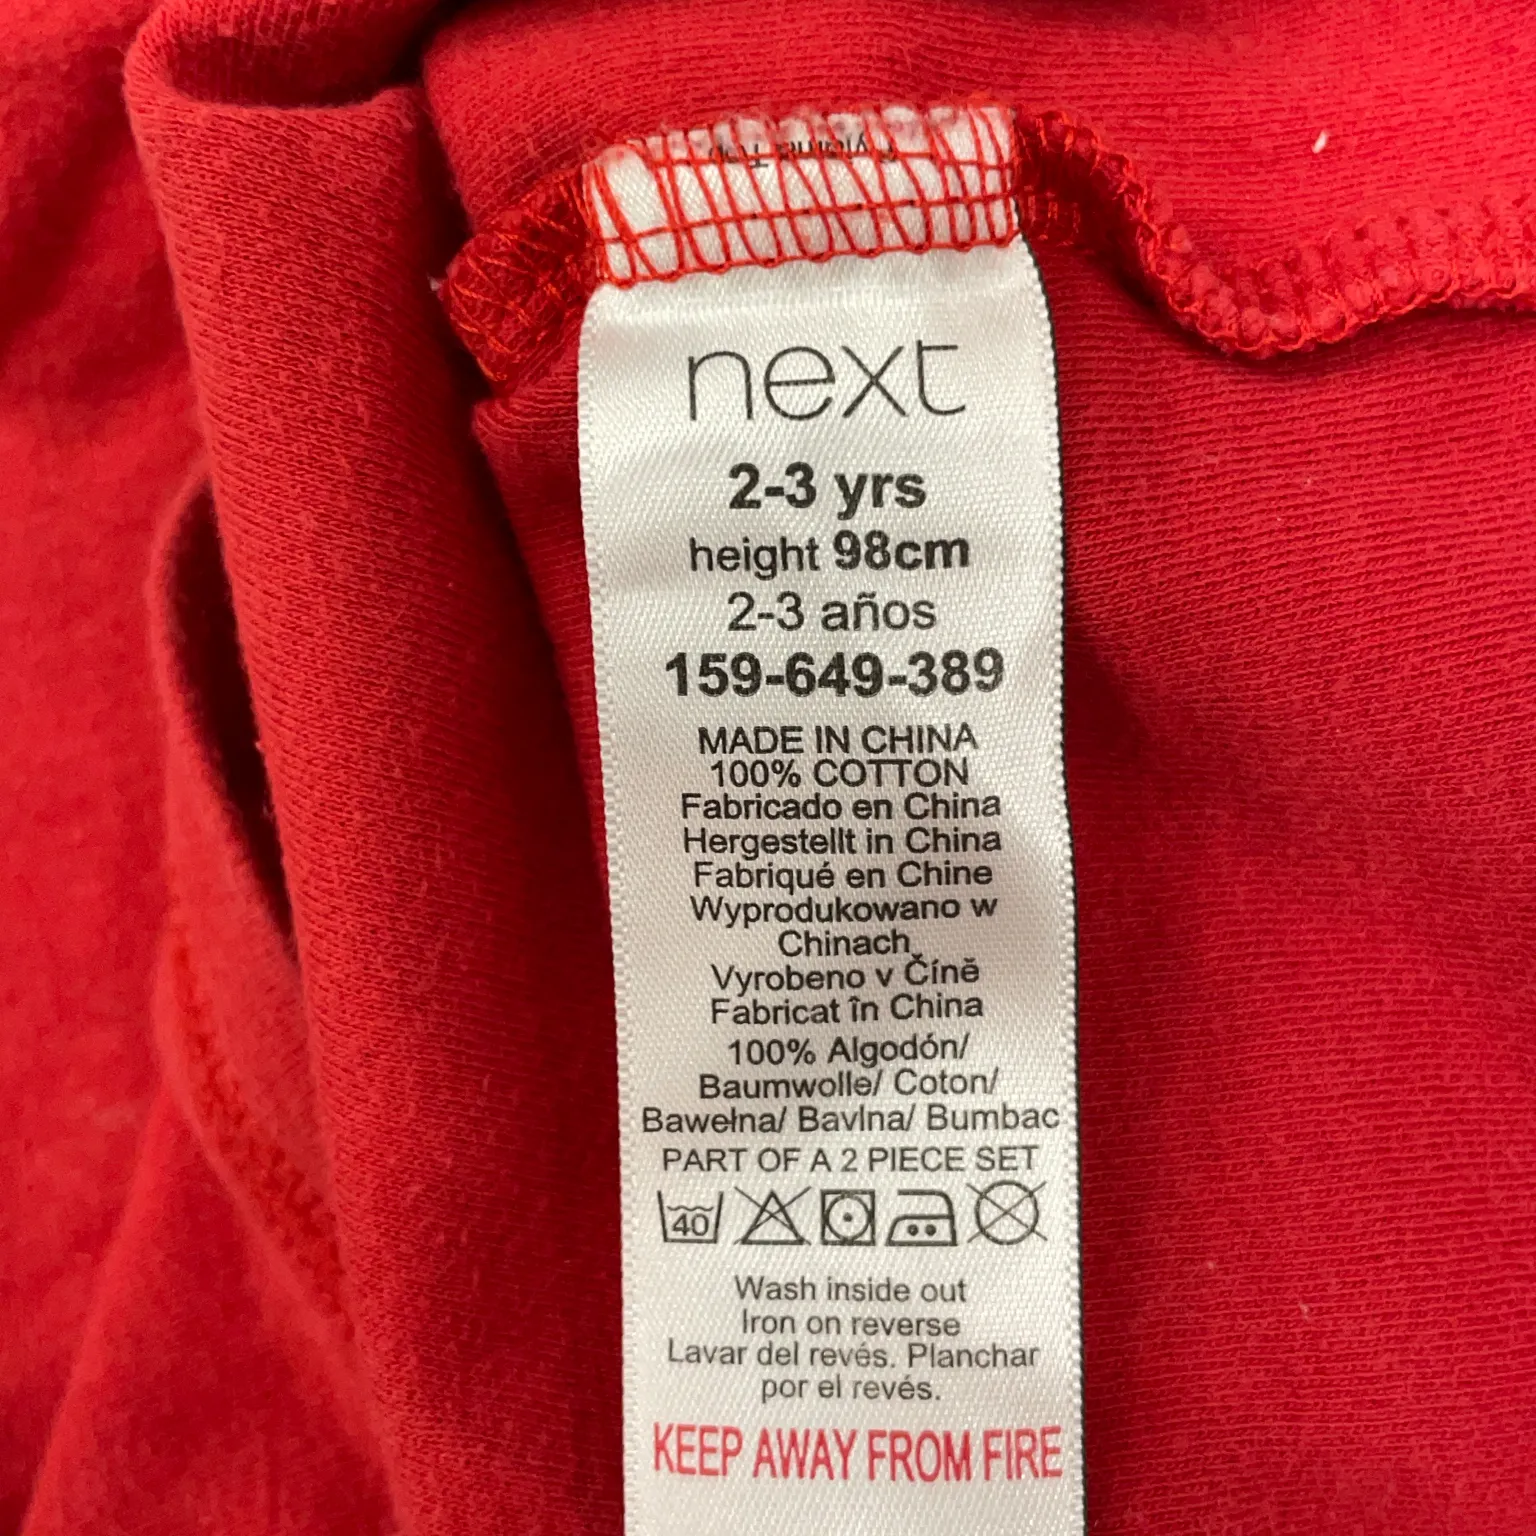 next
2-3 yrs
height 98cm
2-3 años
159-649-389
MADE IN CHINA
100% COTTON
Fabricado en China
Hergestellt in China
Fabriqué en Chine
Wyprodukowano w
Chinach
Vyrobeno v Číně
Fabricat în China
100% Algodón/
Baumwolle/ Coton/
Bawełna/ Bavlna/ Bumbac
PART OF A 2 PIECE SET
40
Wash inside out
Iron on reverse
Lavar del revés. Planchar
por el revés.
KEEP AWAY FROM FIRE